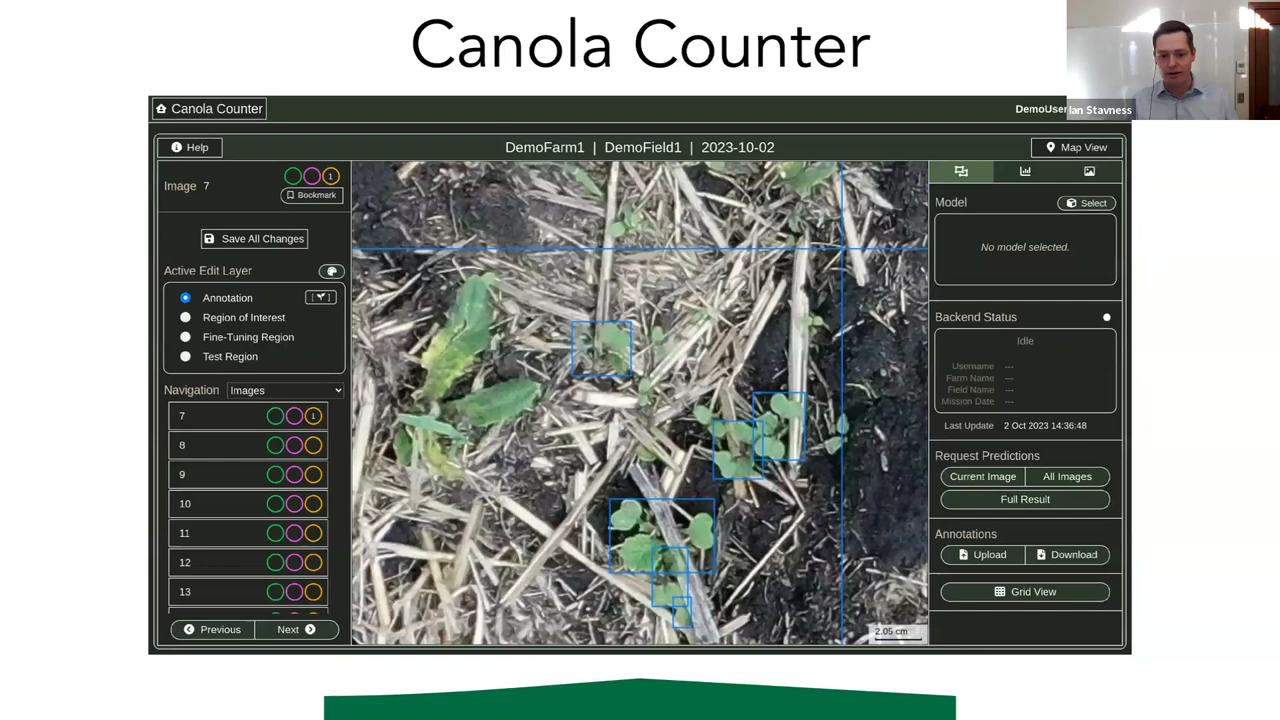 Canola Counter
Canola Counter
DemoUser
Ian Stavness
Help
DemoFarm1 | DemoField1 | 2023-10-02
Map View
Image 7
1
Bookmark
Save All Changes
Active Edit Layer
Annotation
Region of Interest
Fine-Tuning Region
Test Region
Navigation Images
7 1
8
9
10
11
12
13
Previous Next
2.05 cm
Model Select
No model selected.
Backend Status
Idle
Username ---
Farm Name ---
Field Name ---
Mission Date ---
Last Update 2 Oct 2023 14:36:48
Request Predictions
Current Image All Images
Full Result
Annotations
Upload Download
Grid View